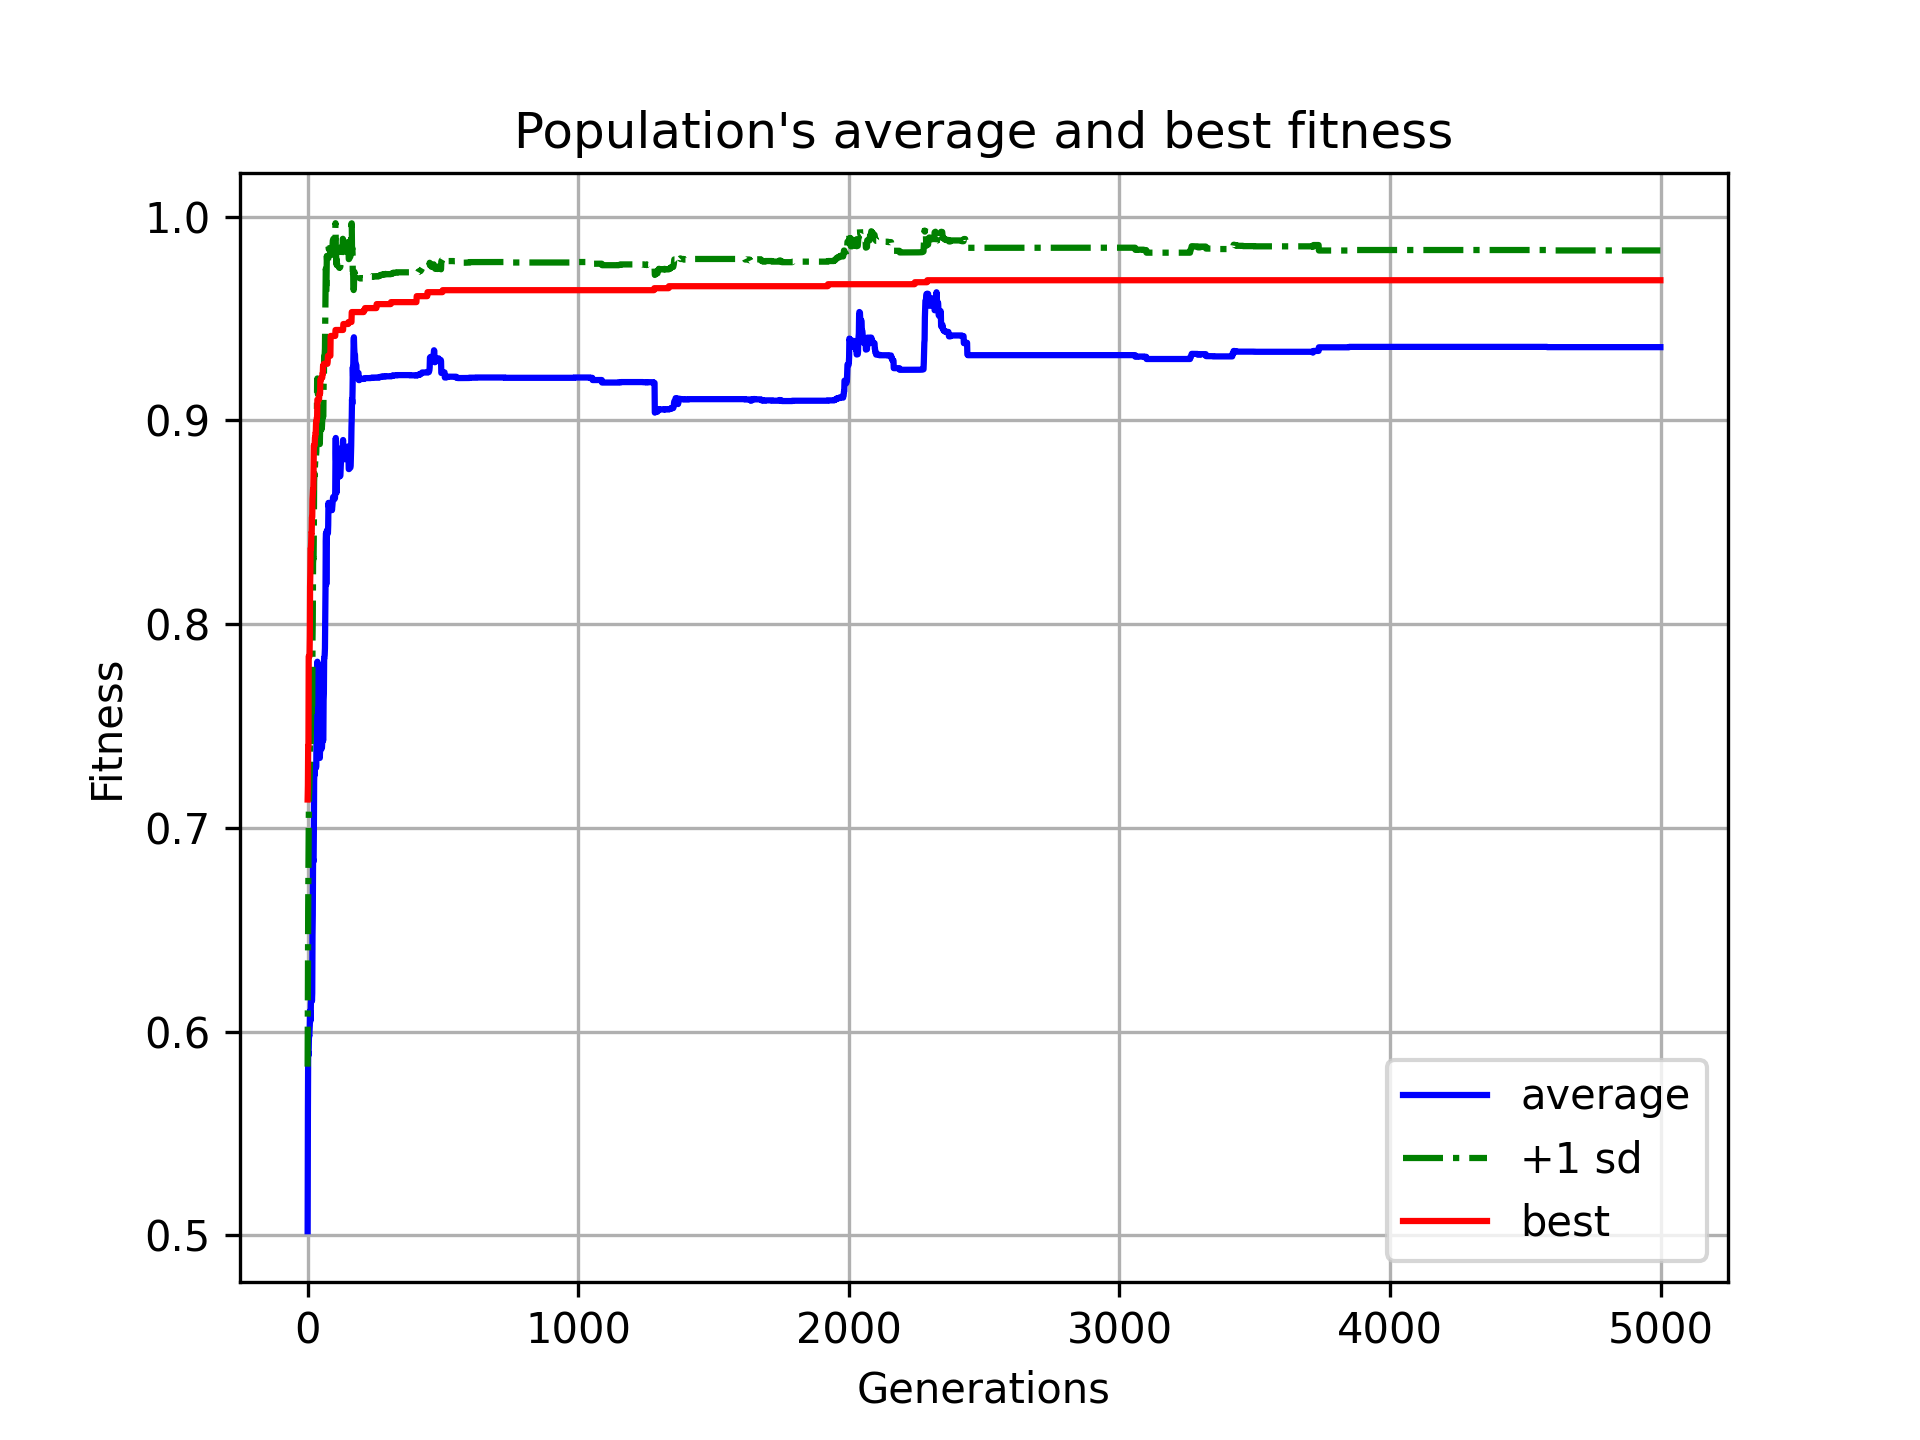 Population's average and best fitness
1.0
0.9
0.8
0.7
0.6
0.5
Fitness
0 1000 2000 3000 4000 5000
Generations
average
+1 sd
best